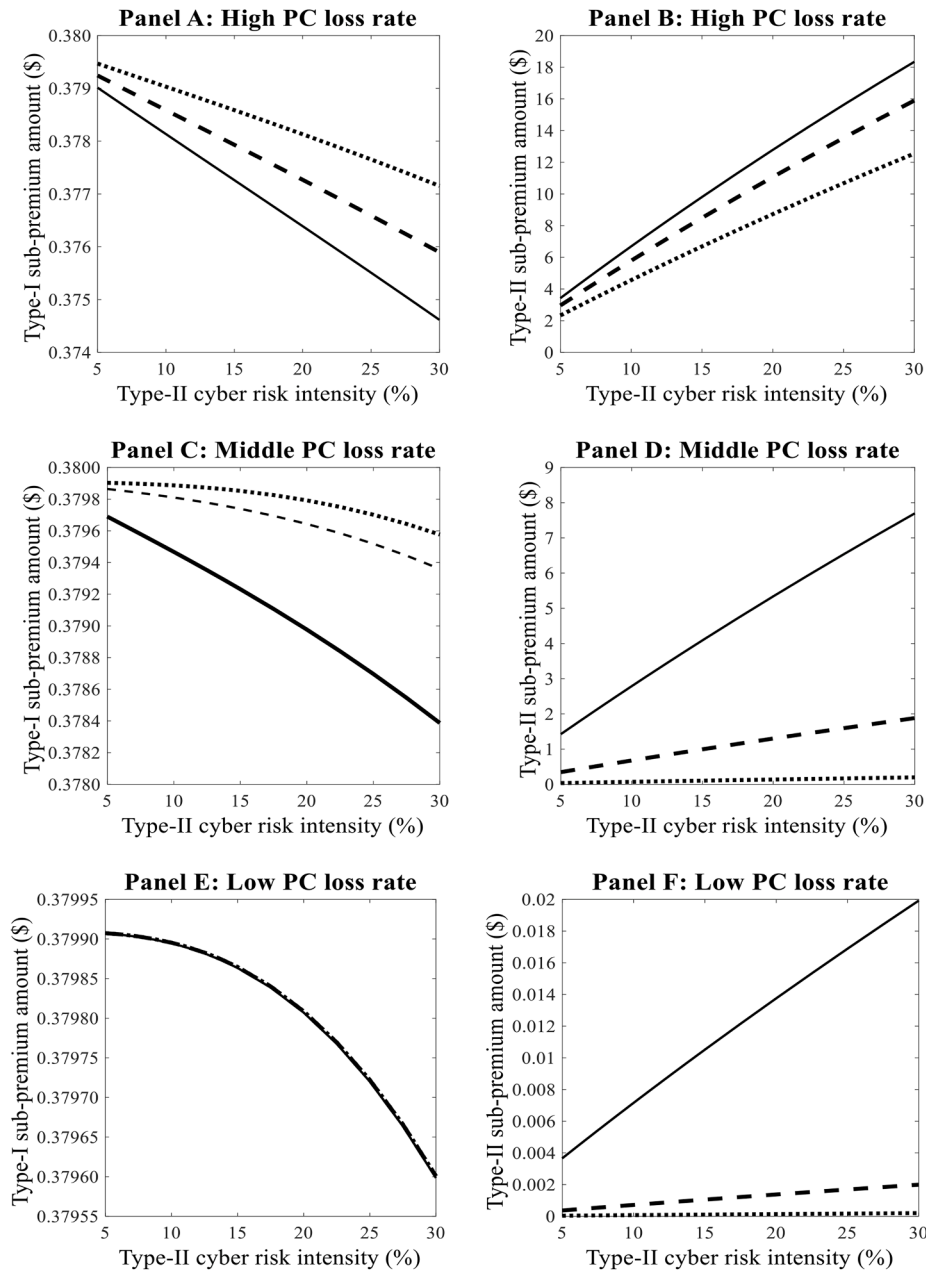 Panel A: High PC loss rate
Type-I sub-premium amount ($)
0.380
0.379
0.378
0.377
0.376
0.375
0.374
5 10 15 20 25 30
Type-II cyber risk intensity (%)
Panel B: High PC loss rate
Type-II sub-premium amount ($)
20
18
16
14
12
10
8
6
4
2
0
5 10 15 20 25 30
Type-II cyber risk intensity (%)
Panel C: Middle PC loss rate
Type-I sub-premium amount ($)
0.3800
0.3798
0.3796
0.3794
0.3792
0.3790
0.3788
0.3786
0.3784
0.3782
0.3780
5 10 15 20 25 30
Type-II cyber risk intensity (%)
Panel D: Middle PC loss rate
Type-II sub-premium amount ($)
9
8
7
6
5
4
3
2
1
0
5 10 15 20 25 30
Type-II cyber risk intensity (%)
Panel E: Low PC loss rate
Type-I sub-premium amount ($)
0.37995
0.37990
0.37985
0.37980
0.37975
0.37970
0.37965
0.37960
0.37955
5 10 15 20 25 30
Type-II cyber risk intensity (%)
Panel F: Low PC loss rate
Type-II sub-premium amount ($)
0.02
0.018
0.016
0.014
0.012
0.01
0.008
0.006
0.004
0.002
0
5 10 15 20 25 30
Type-II cyber risk intensity (%)